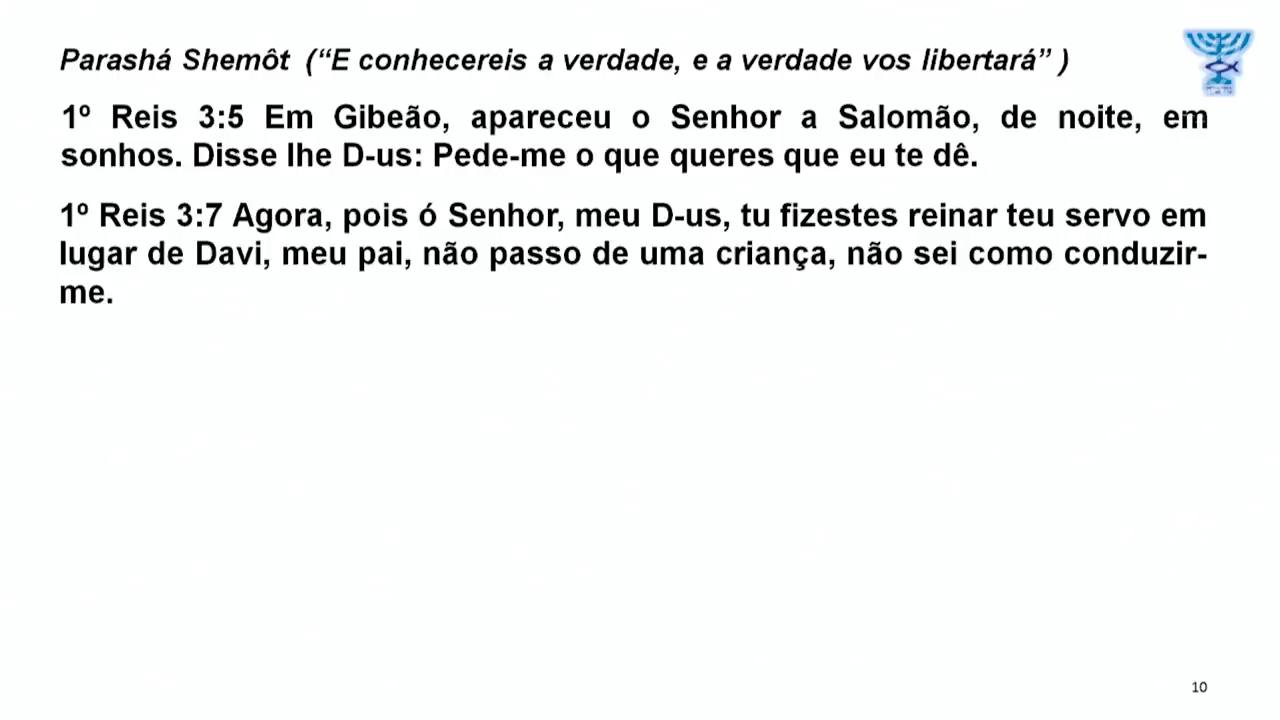 Parashá Shemôt (“E conhecereis a verdade, e a verdade vos libertará” )
1º Reis 3:5 Em Gibeão, apareceu o Senhor a Salomão, de noite, em
sonhos. Disse lhe D-us: Pede-me o que queres que eu te dê.
1º Reis 3:7 Agora, pois ó Senhor, meu D-us, tu fizestes reinar teu servo em
lugar de Davi, meu pai, não passo de uma criança, não sei como conduzir-
me.
10